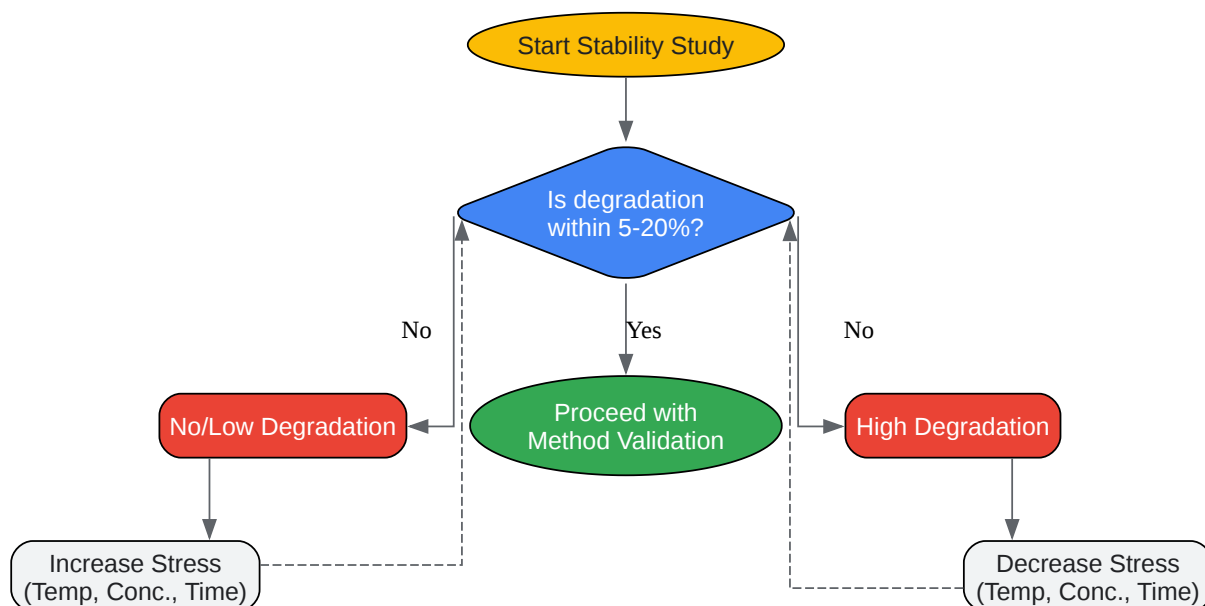 Start Stability Study
Is degradation
within 5-20%?
No
Yes
No
No/Low Degradation
Proceed with
Method Validation
High Degradation
Increase Stress
(Temp, Conc., Time)
Decrease Stress
(Temp, Conc., Time)